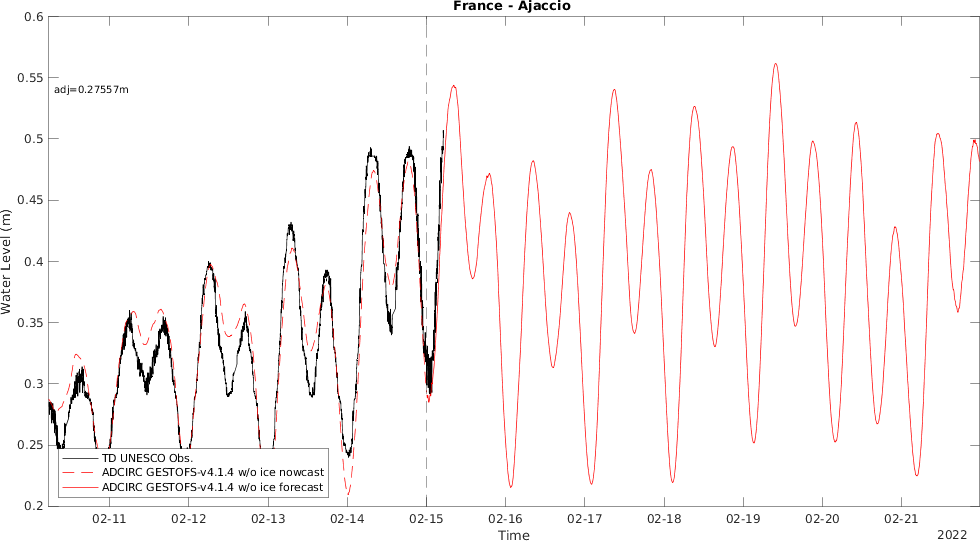 France - Ajaccio
0.6
0.55
adj=0.27557m
0.5
0.45
0.4
0.35
0.3
0.25
0.2
Water Level (m)
TD UNESCO Obs.
ADCIRC GESTOFS-v4.1.4 w/o ice nowcast
ADCIRC GESTOFS-v4.1.4 w/o ice forecast
02-11 02-12 02-13 02-14 02-15 02-16 02-17 02-18 02-19 02-20 02-21
Time
2022